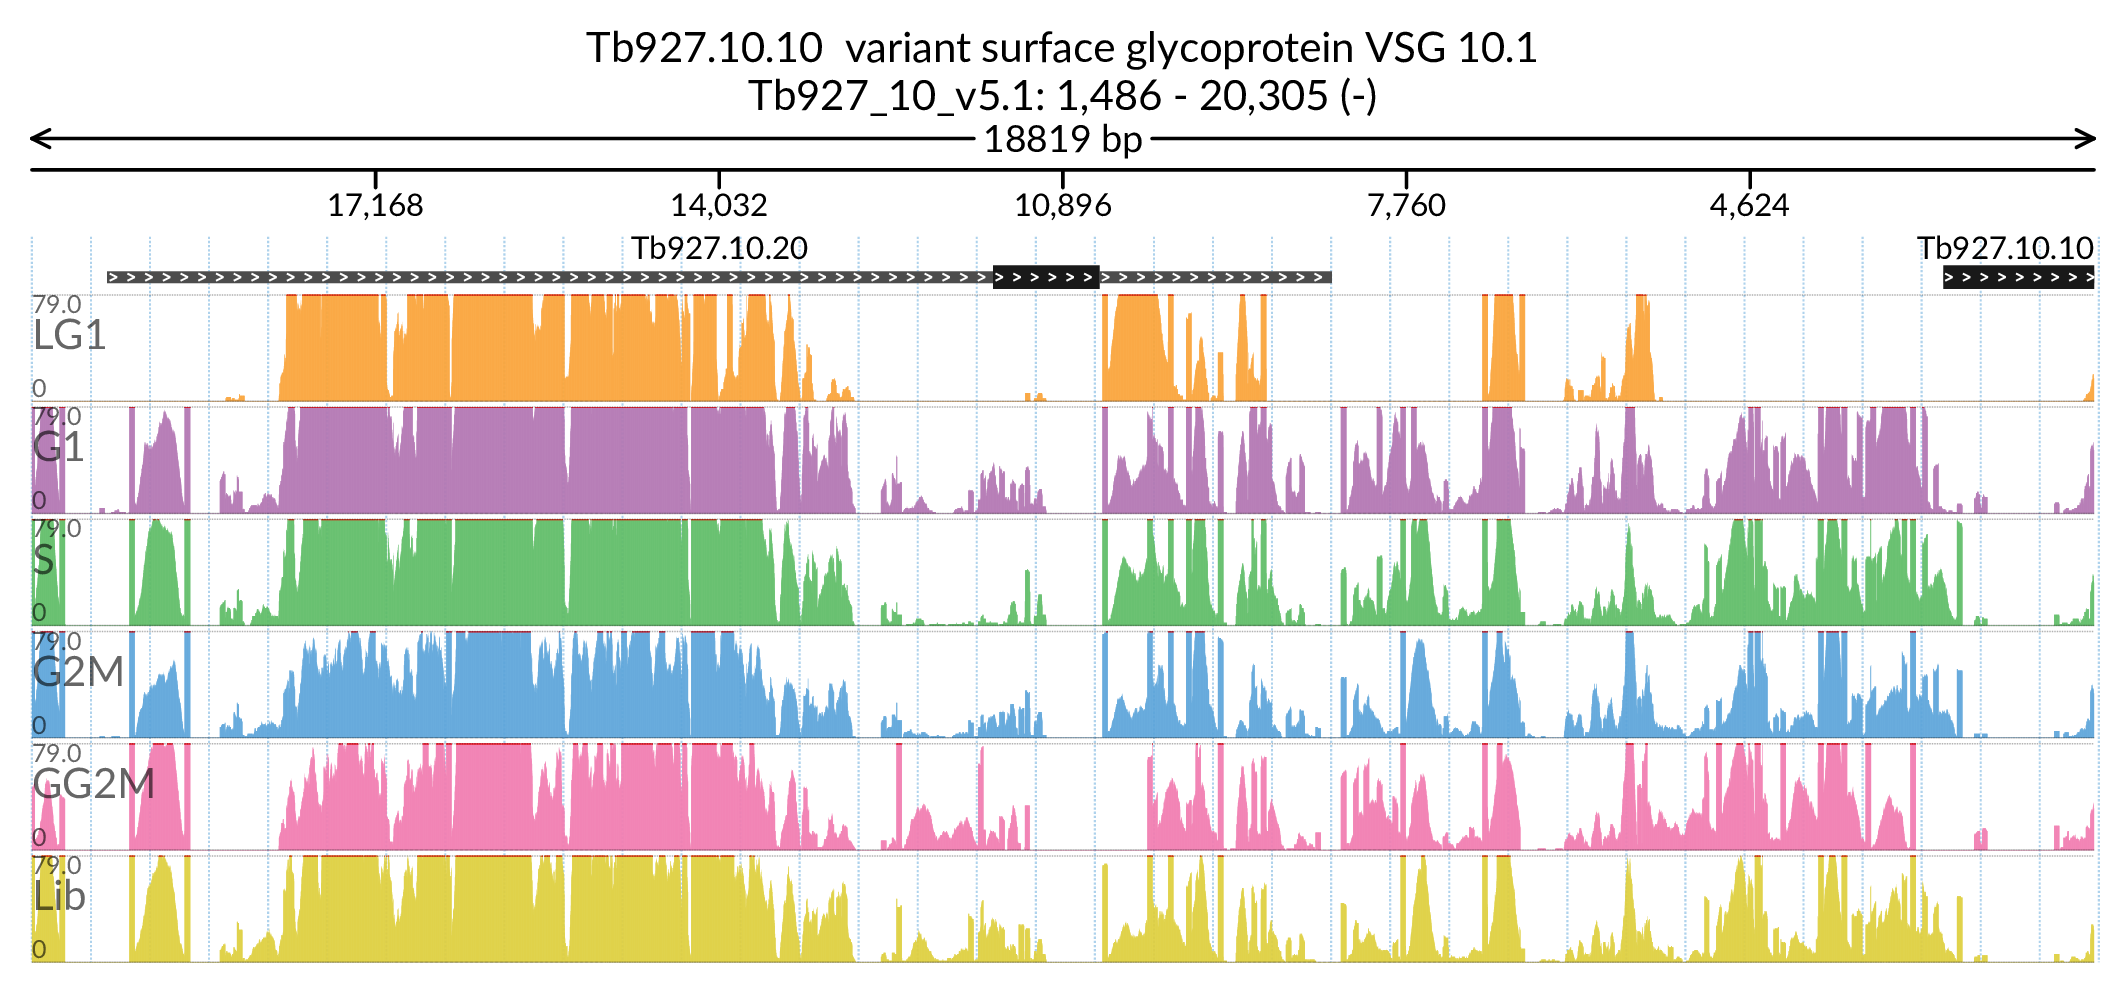 Tb927.10.10  variant surface glycoprotein VSG 10.1
Tb927_10_v5.1: 1,486 - 20,305 (-)
18819 bp
17,168 14,032 10,896 7,760 4,624
Tb927.10.20 Tb927.10.10
79.0
LG1
0
79.0
G1
0
79.0
S
0
79.0
G2M
0
79.0
GG2M
0
79.0
Lib
0